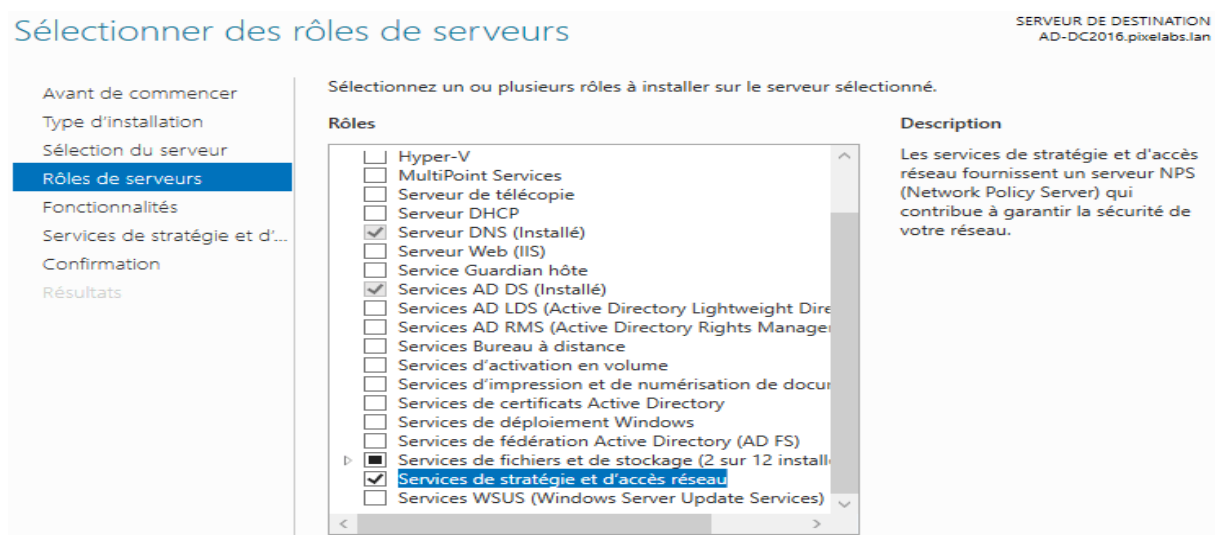 Sélectionner des rôles de serveurs
SERVEUR DE DESTINATION
AD-DC2016.pixelabs.lan
Avant de commencer
Type d'installation
Sélection du serveur
Rôles de serveurs
Fonctionnalités
Services de stratégie et d'...
Confirmation
Résultats
Sélectionnez un ou plusieurs rôles à installer sur le serveur sélectionné.
Rôles
Hyper-V
MultiPoint Services
Serveur de télécopie
Serveur DHCP
Serveur DNS (Installé)
Serveur Web (IIS)
Service Guardian hôte
Services AD DS (Installé)
Services AD LDS (Active Directory Lightweight Dire
Services AD RMS (Active Directory Rights Manager
Services Bureau à distance
Services d'activation en volume
Services d'impression et de numérisation de docur
Services de certificats Active Directory
Services de déploiement Windows
Services de fédération Active Directory (AD FS)
Services de fichiers et de stockage (2 sur 12 install
Services de stratégie et d'accès réseau
Services WSUS (Windows Server Update Services)
Description
Les services de stratégie et d'accès
réseau fournissent un serveur NPS
(Network Policy Server) qui
contribue à garantir la sécurité de
votre réseau.